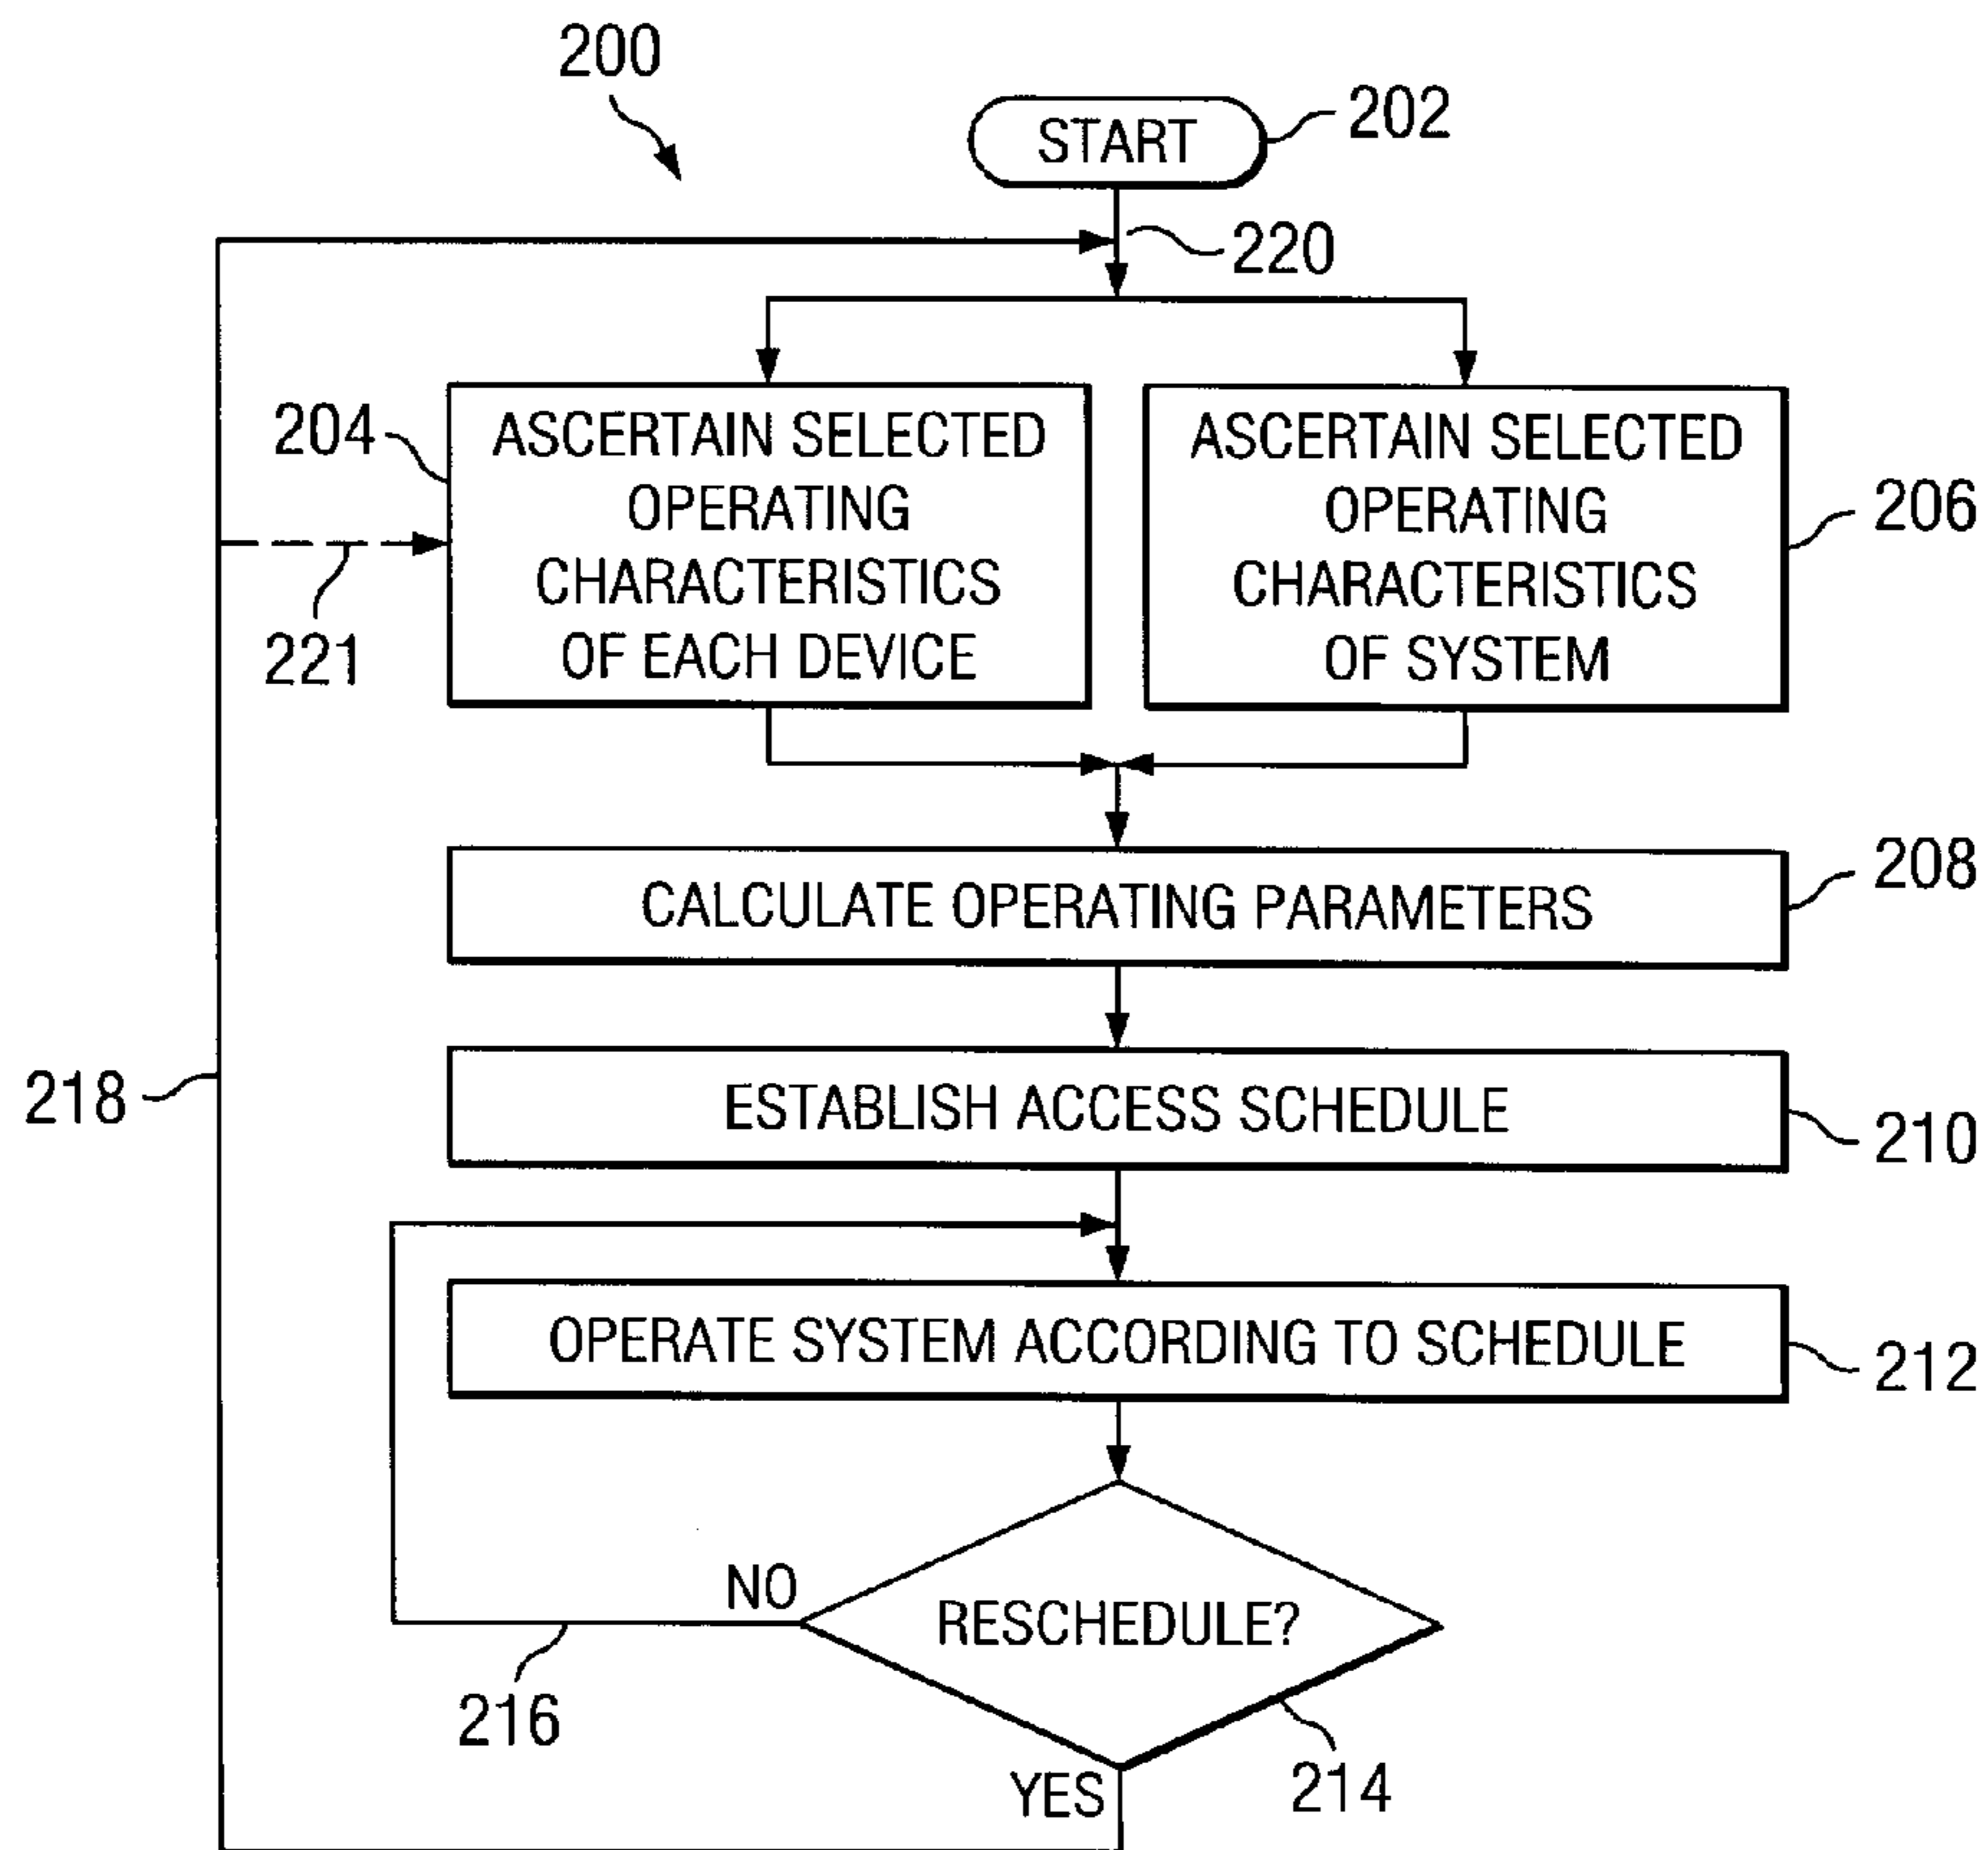 200
START
202
220
204
ASCERTAIN SELECTED
OPERATING
CHARACTERISTICS
OF EACH DEVICE
ASCERTAIN SELECTED
OPERATING
CHARACTERISTICS
OF SYSTEM
206
221
CALCULATE OPERATING PARAMETERS
208
218
ESTABLISH ACCESS SCHEDULE
210
OPERATE SYSTEM ACCORDING TO SCHEDULE
212
NO
RESCHEDULE?
216
YES
214